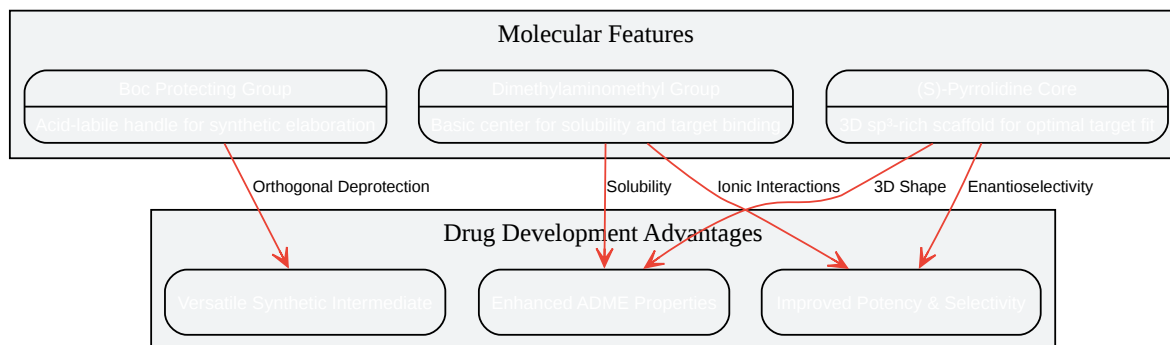 Molecular Features
Boc Protecting Group
Acid-labile handle for synthetic elaboration
Dimethylaminomethyl Group
Basic center for solubility and target binding
(S)-Pyrrolidine Core
3D sp³-rich scaffold for optimal target fit
Orthogonal Deprotection
Solubility
Ionic Interactions
3D Shape
Enantioselectivity
Drug Development Advantages
Versatile Synthetic Intermediate
Enhanced ADME Properties
Improved Potency & Selectivity